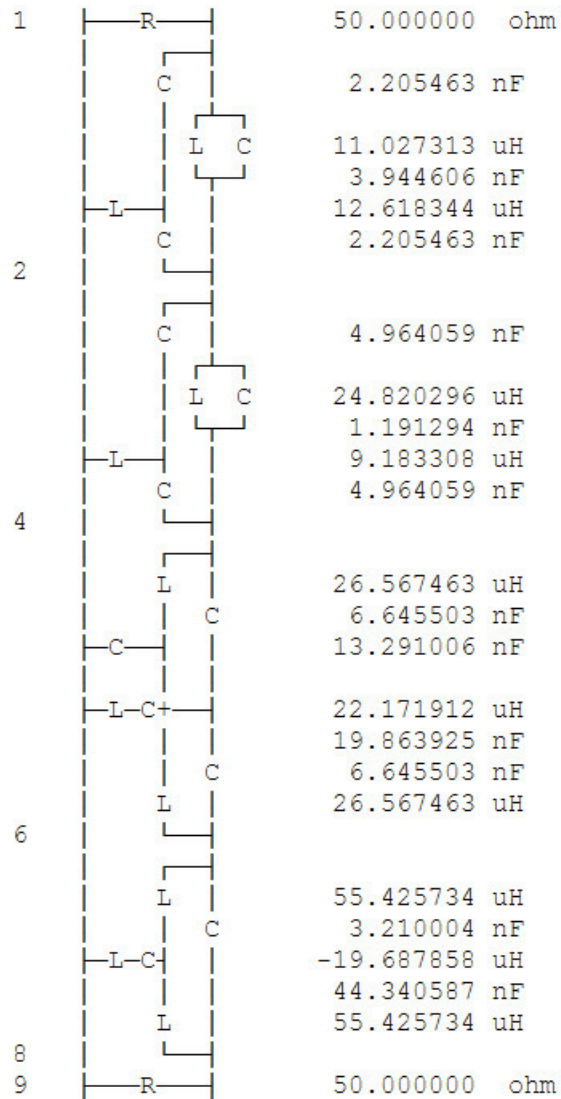 1 R 50.000000 ohm
C 2.205463 nF
L C 11.027313 uH
3.944606 nF
L 12.618344 uH
C 2.205463 nF
2
C 4.964059 nF
L C 24.820296 uH
1.191294 nF
L 9.183308 uH
C 4.964059 nF
4
L 26.567463 uH
C 6.645503 nF
C 13.291006 nF
L C+ 22.171912 uH
19.863925 nF
C 6.645503 nF
L 26.567463 uH
6
L 55.425734 uH
C 3.210004 nF
L C -19.687858 uH
44.340587 nF
L 55.425734 uH
8
9 R 50.000000 ohm